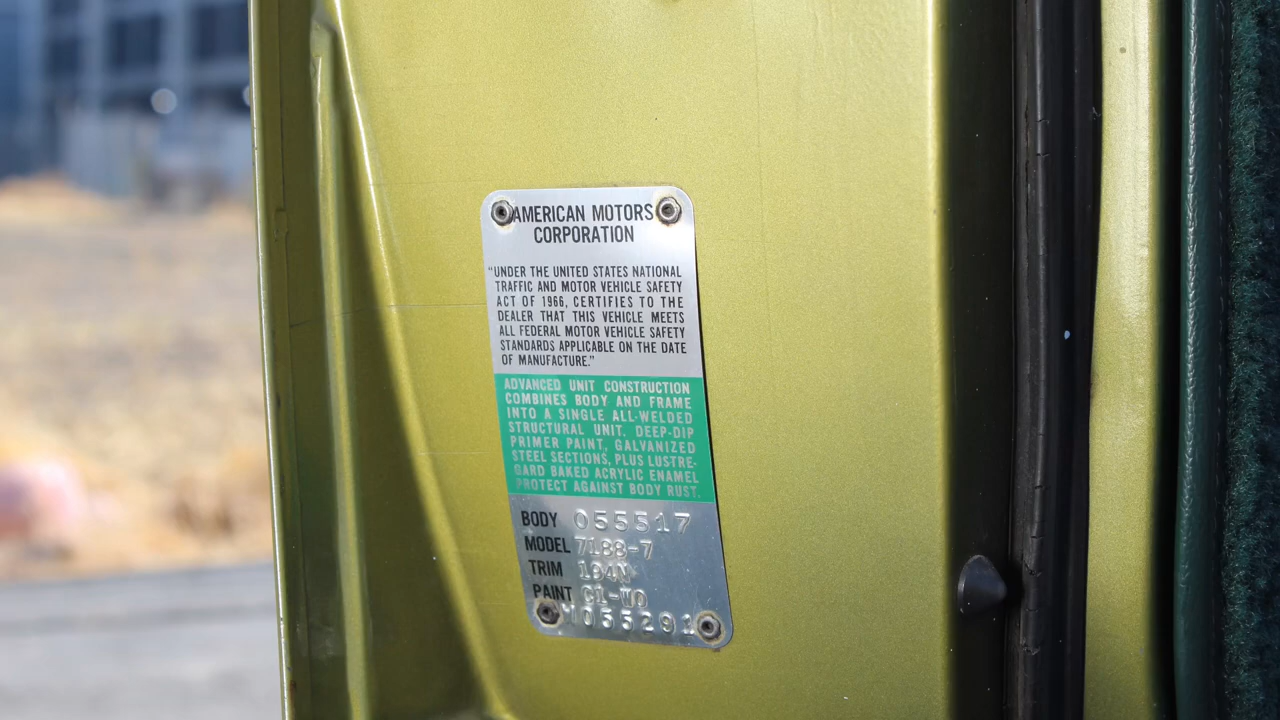 AMERICAN MOTORS
CORPORATION
"UNDER THE UNITED STATES NATIONAL
TRAFFIC AND MOTOR VEHICLE SAFETY
ACT OF 1966, CERTIFIES TO THE
DEALER THAT THIS VEHICLE MEETS
ALL FEDERAL MOTOR VEHICLE SAFETY
STANDARDS APPLICABLE ON THE DATE
OF MANUFACTURE."
ADVANCED UNIT CONSTRUCTION
COMBINES BODY AND FRAME
INTO A SINGLE ALL-WELDED
STRUCTURAL UNIT. DEEP-DIP
PRIMER PAINT, GALVANIZED
STEEL SECTIONS, PLUS LUSTRE-
GARD BAKED ACRYLIC ENAMEL
PROTECT AGAINST BODY RUST.
BODY 055517
MODEL 7188-7
TRIM
PAINT